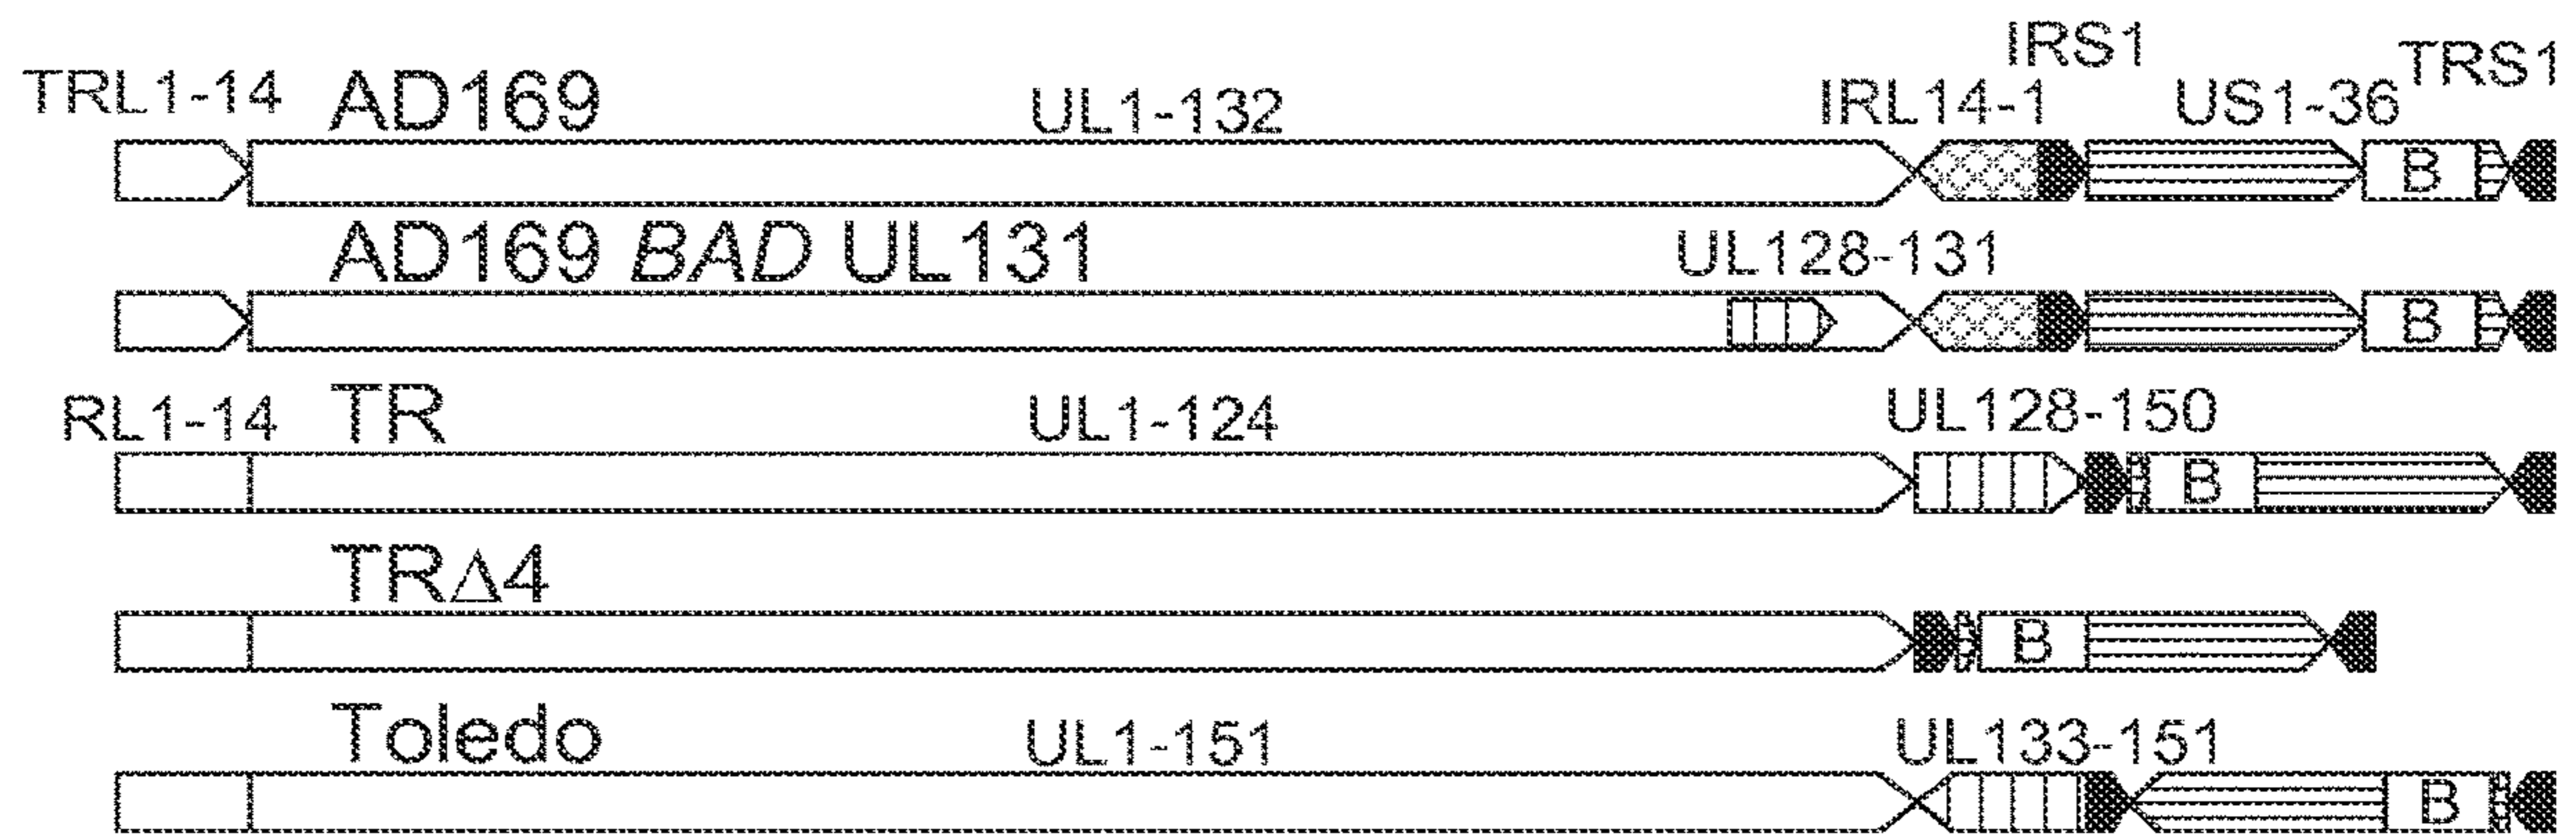 IRS1
TRL1-14 AD169 UL1-132 IRL14-1 US1-36 TRS1
B
AD169 BAD UL131 UL128-131
B
RL1-14 TR UL1-124 UL128-150
B
TRΔ4
B
Toledo UL1-151 UL133-151
B